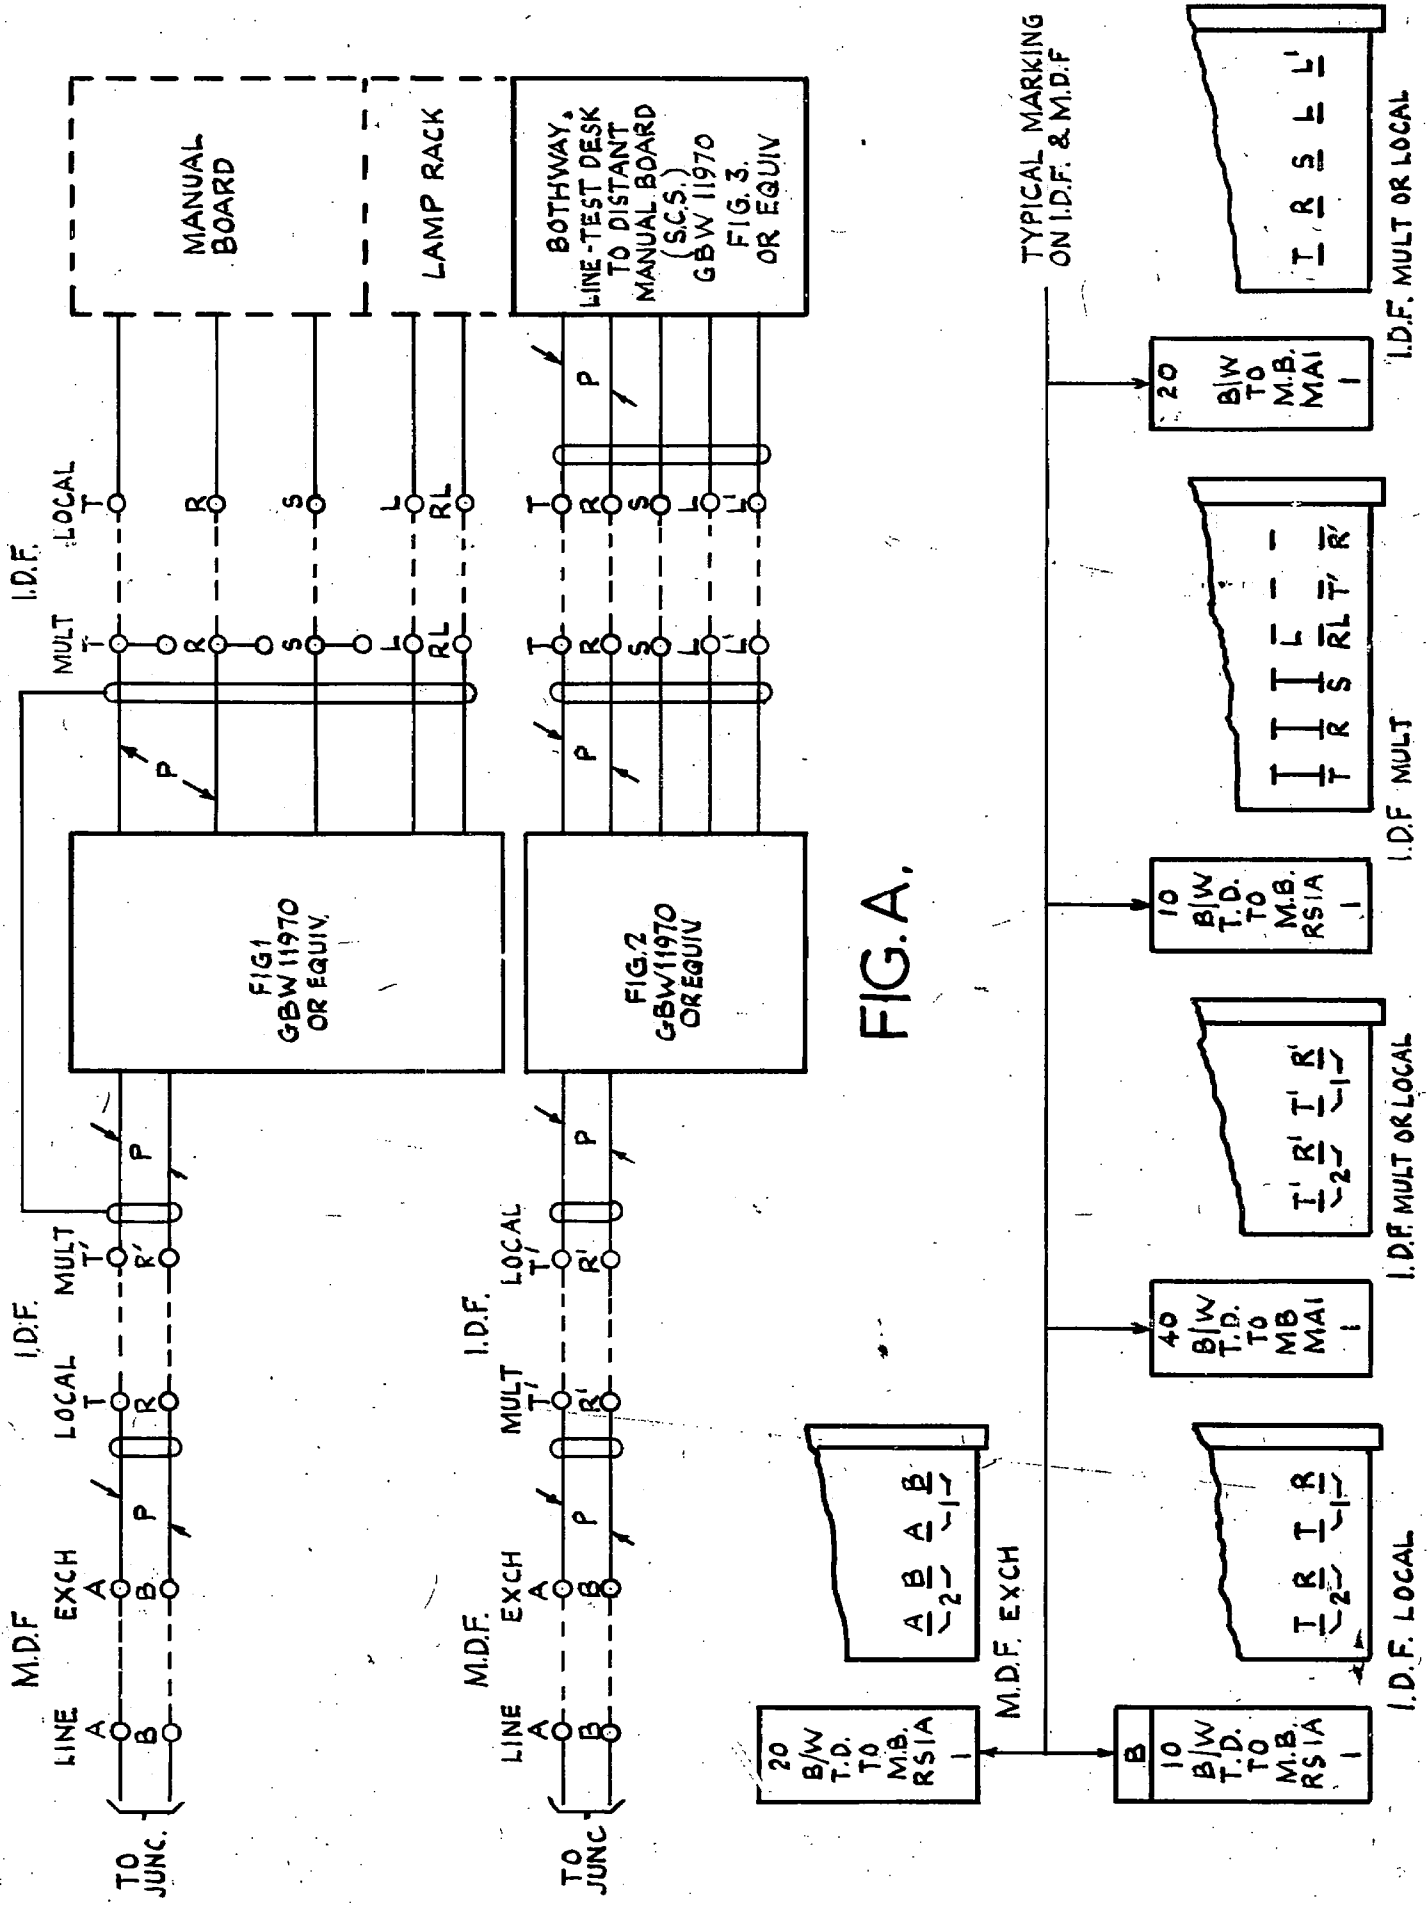 M.D.F
I.D.F.
I.D.F.
LINE
EXCH
LOCAL
MULT
MULT
LOCAL
TO
JUNC.
A
B
A
B
P
T
R
T'
R'
P
FIG 1
GBW 11970
OR EQUIV.
P
T
R
S
L
RL
T
R
S
L
RL
MANUAL
BOARD
LAMP RACK
M.D.F.
I.D.F.
LINE
EXCH
MULT
LOCAL
TO
JUNC
A
B
A
B
P
T'
R'
T'
R'
P
FIG. 2
GBW 11970
OR EQUIV
P
T
R
S
L
L'
T
R
S
L
L'
P
BOTHWAY.
LINE-TEST DESK
TO DISTANT
MANUAL BOARD
(S.C.S.)
GBW 11970
FIG. 3.
OR EQUIV
FIG. A.
20
B/W
T.D.
TO
M.B.
RS1A
1
A B A B
2 1
M.D.F. EXCH
TYPICAL MARKING
ON I.D.F. & M.D.F
B
10
B/W
T.D.
TO
M.B.
RS1A
1
T R T R
2 1
I.D.F. LOCAL
40
B/W
T.D.
TO
MB
MA1
1
T' R' T' R'
2 1
I.D.F. MULT OR LOCAL
10
B/W
T.D.
TO
M.B.
RS1A
1
L
T R S RL T' R'
I.D.F MULT
20
B/W
TO
M.B.
MA1
1
T R S L L'
I.D.F. MULT OR LOCAL